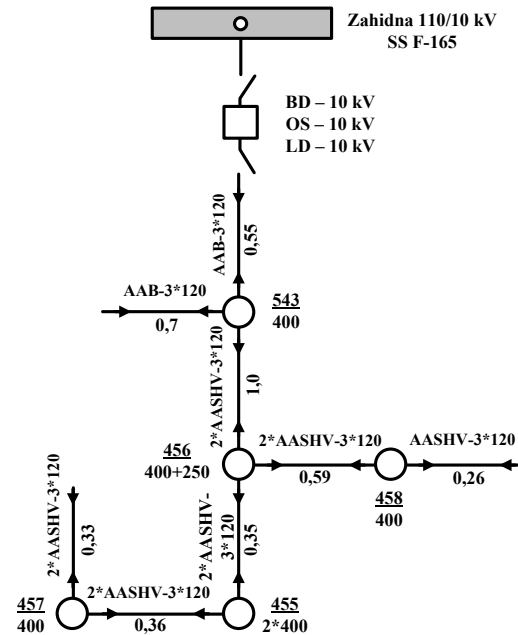 Zahidna 110/10 kV
SS F-165
BD – 10 kV
OS – 10 kV
LD – 10 kV
AAB-3*120
0,55
AAB-3*120
0,7
543
400
2*AASHV-3*120
1,0
456
400+250
2*AASHV-3*120
0,59
AASHV-3*120
0,26
458
400
2*AASHV-
3*120
0,35
2*AASHV-3*120
0,33
2*AASHV-3*120
0,36
457
400
455
2*400